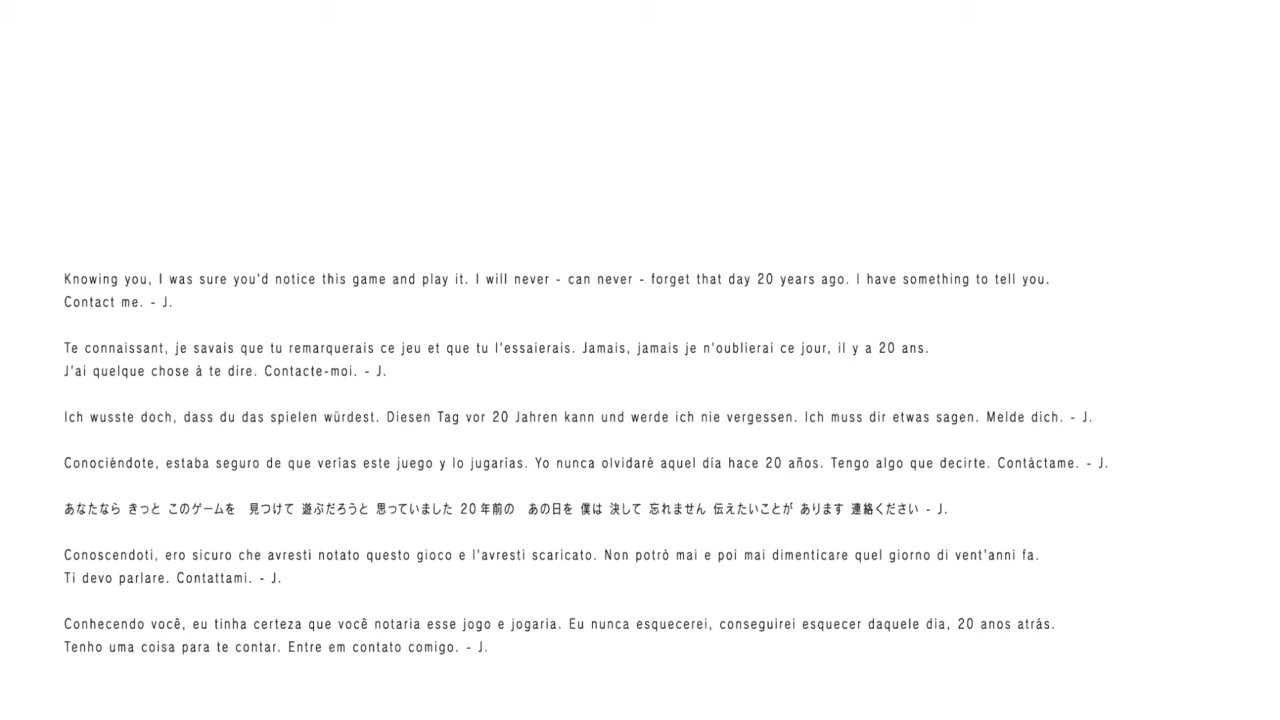 Knowing you, I was sure you'd notice this game and play it. I will never - can never - forget that day 20 years ago. I have something to tell you.
Contact me. - J.
Te connaissant, je savais que tu remarquerais ce jeu et que tu l'essaierais. Jamais, jamais je n'oublierai ce jour, il y a 20 ans.
J'ai quelque chose à te dire. Contacte-moi. - J.
Ich wusste doch, dass du das spielen würdest. Diesen Tag vor 20 Jahren kann und werde ich nie vergessen. Ich muss dir etwas sagen. Melde dich. - J.
Conociéndote, estaba seguro de que verías este juego y lo jugarías. Yo nunca olvidaré aquel día hace 20 años. Tengo algo que decirte. Contáctame. - J.
あなたなら きっと このゲームを　見つけて 遊ぶだろうと 思っていました 20年前の　あの日を 僕は 決して 忘れません 伝えたいことが あります 連絡ください - J.
Conoscendoti, ero sicuro che avresti notato questo gioco e l'avresti scaricato. Non potrò mai e poi mai dimenticare quel giorno di vent'anni fa.
Ti devo parlare. Contattami. - J.
Conhecendo você, eu tinha certeza que você notaria esse jogo e jogaria. Eu nunca esquecerei, conseguirei esquecer daquele dia, 20 anos atrás.
Tenho uma coisa para te contar. Entre em contato comigo. - J.